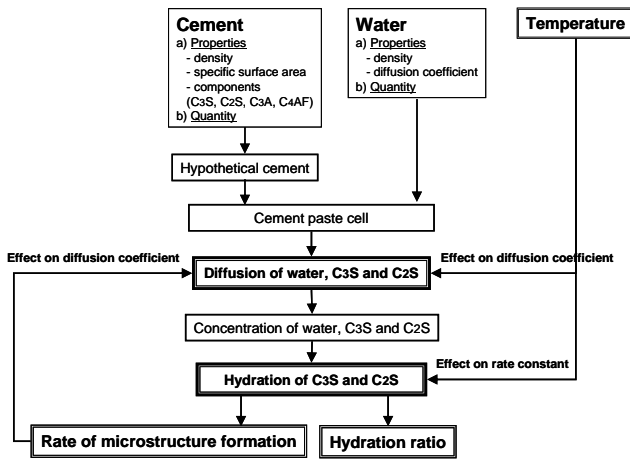 Cement
a) Properties
- density
- specific surface area
- components
(C3S, C2S, C3A, C4AF)
b) Quantity
Water
a) Properties
- density
- diffusion coefficient
b) Quantity
Temperature
Hypothetical cement
Cement paste cell
Effect on diffusion coefficient
Diffusion of water, C3S and C2S
Effect on diffusion coefficient
Concentration of water, C3S and C2S
Effect on rate constant
Hydration of C3S and C2S
Rate of microstructure formation
Hydration ratio